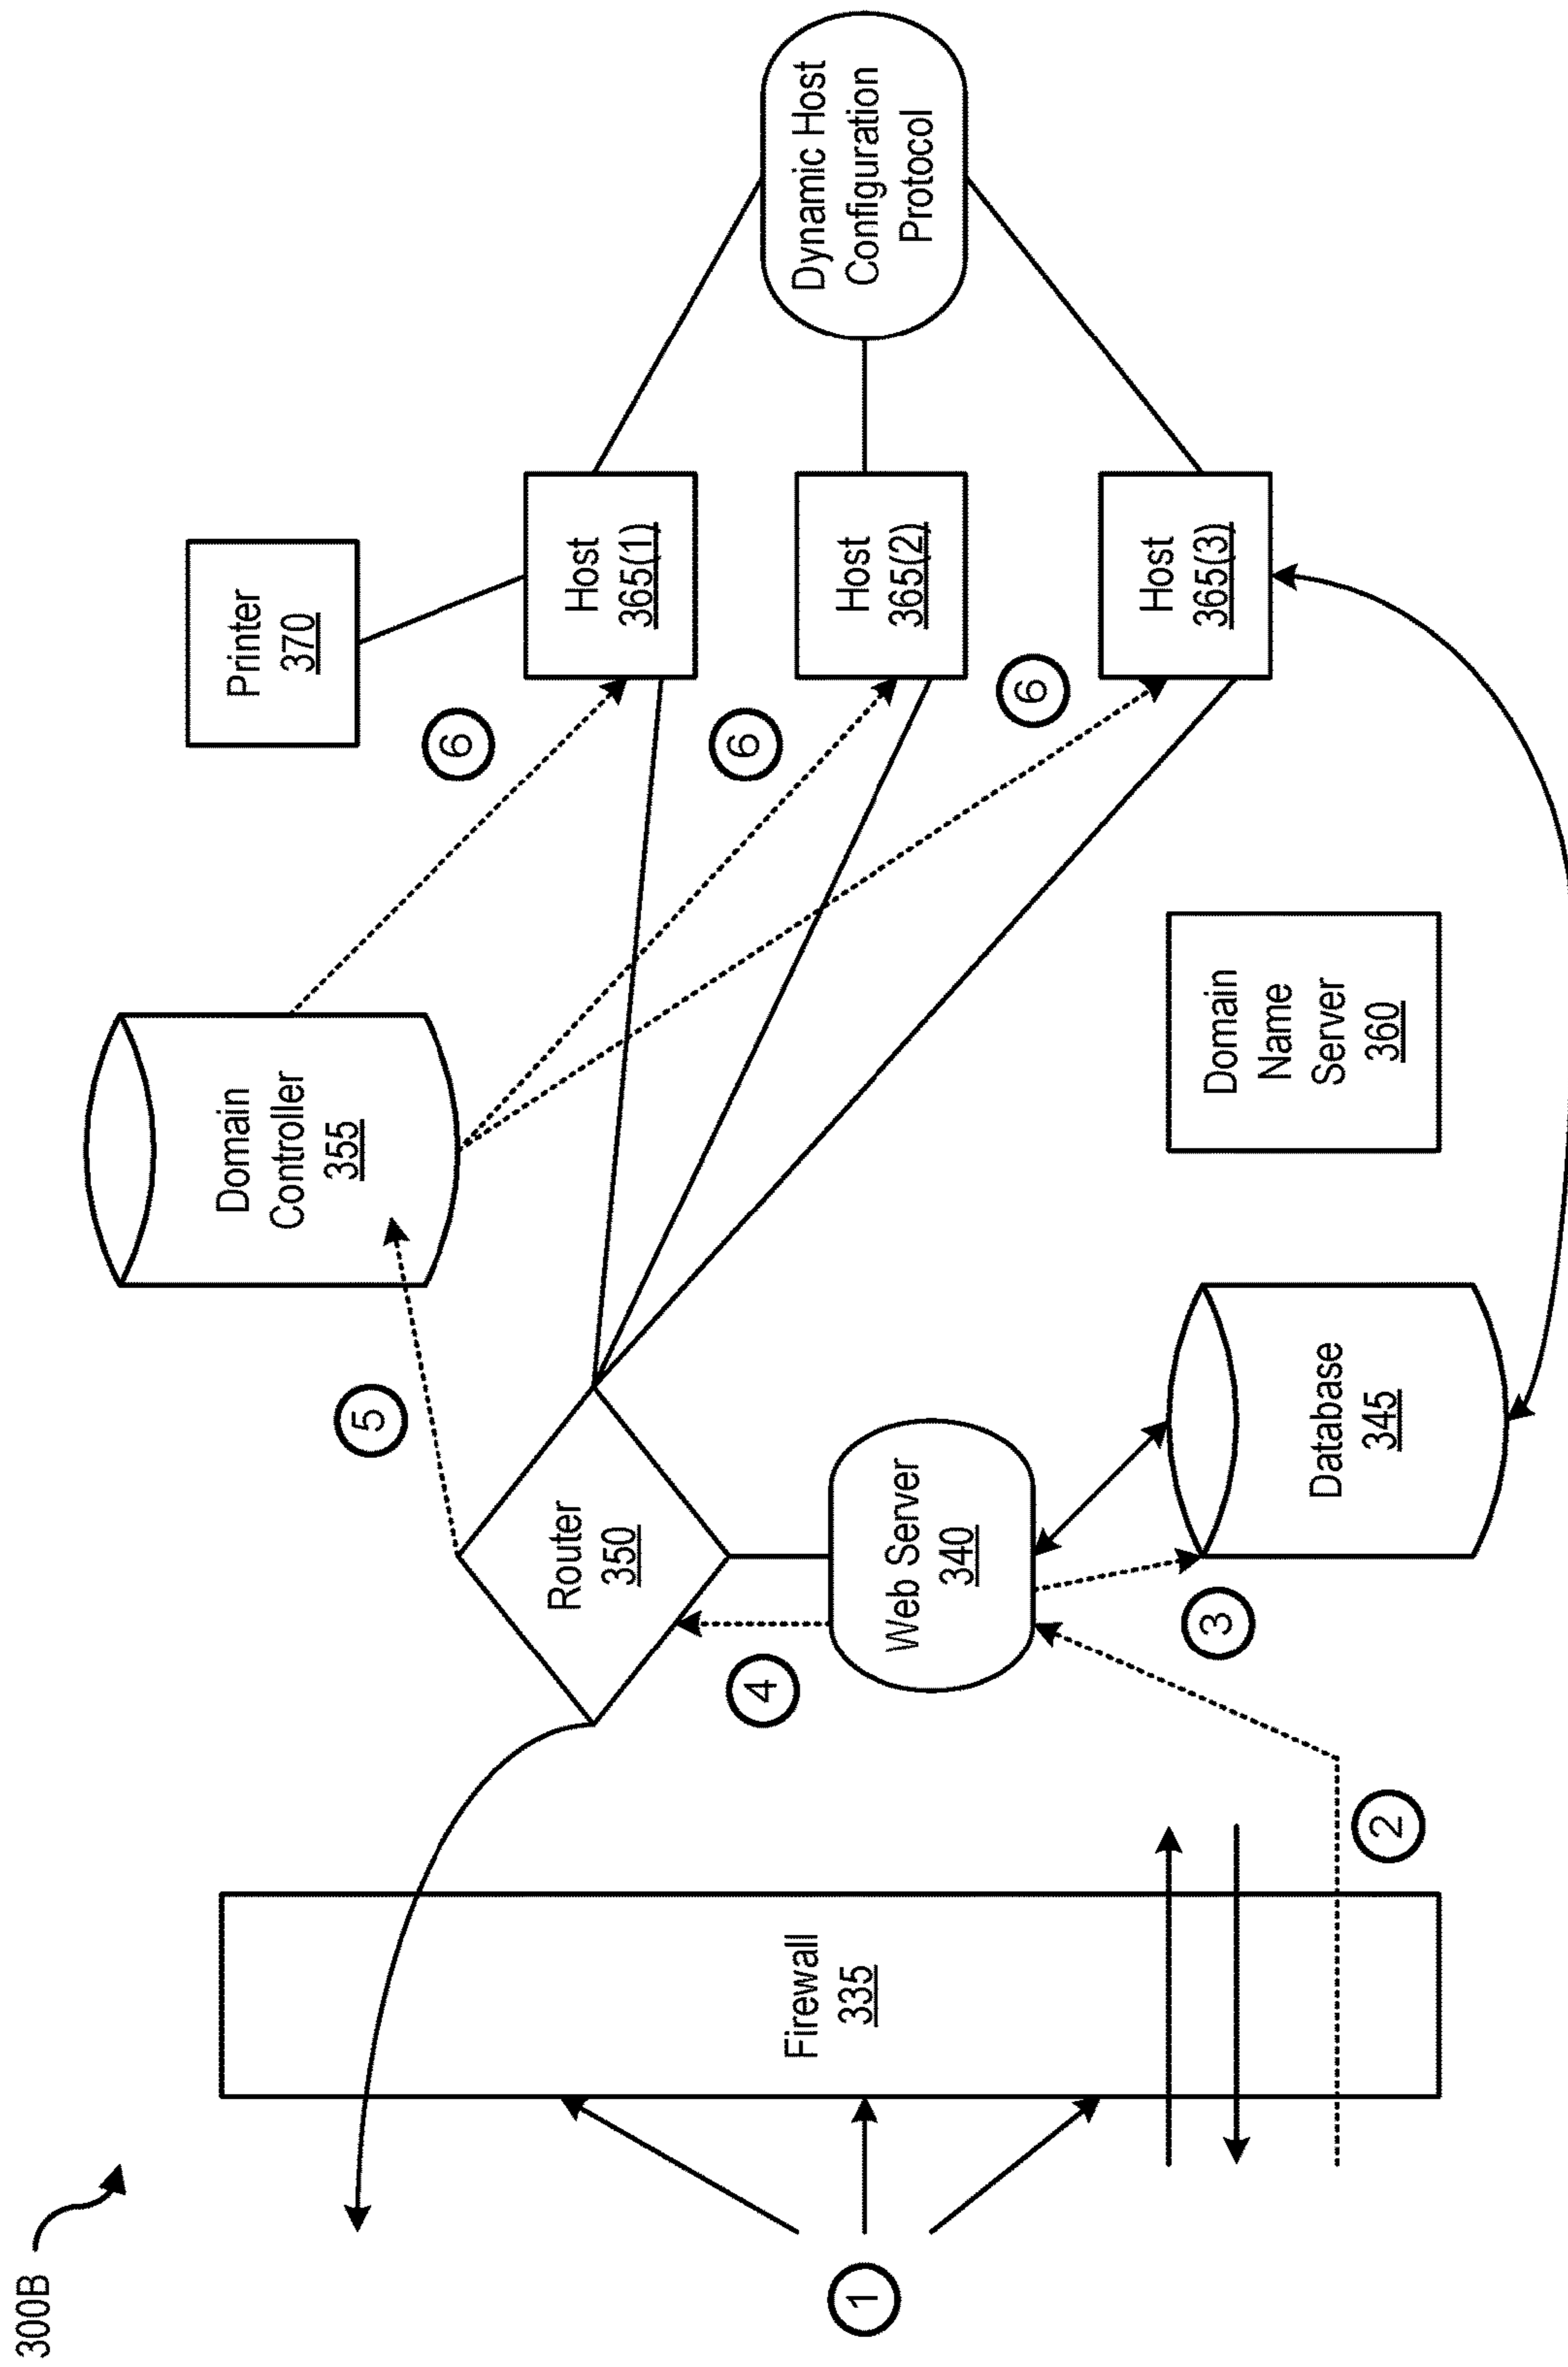 300B
Printer
370
Domain
Controller
355
5
6
Host
365(1)
Router
350
6
Dynamic Host
Configuration
Protocol
1
Firewall
335
4
Web Server
340
Host
365(2)
6
Host
365(3)
3
2
Database
345
Domain
Name
Server
360